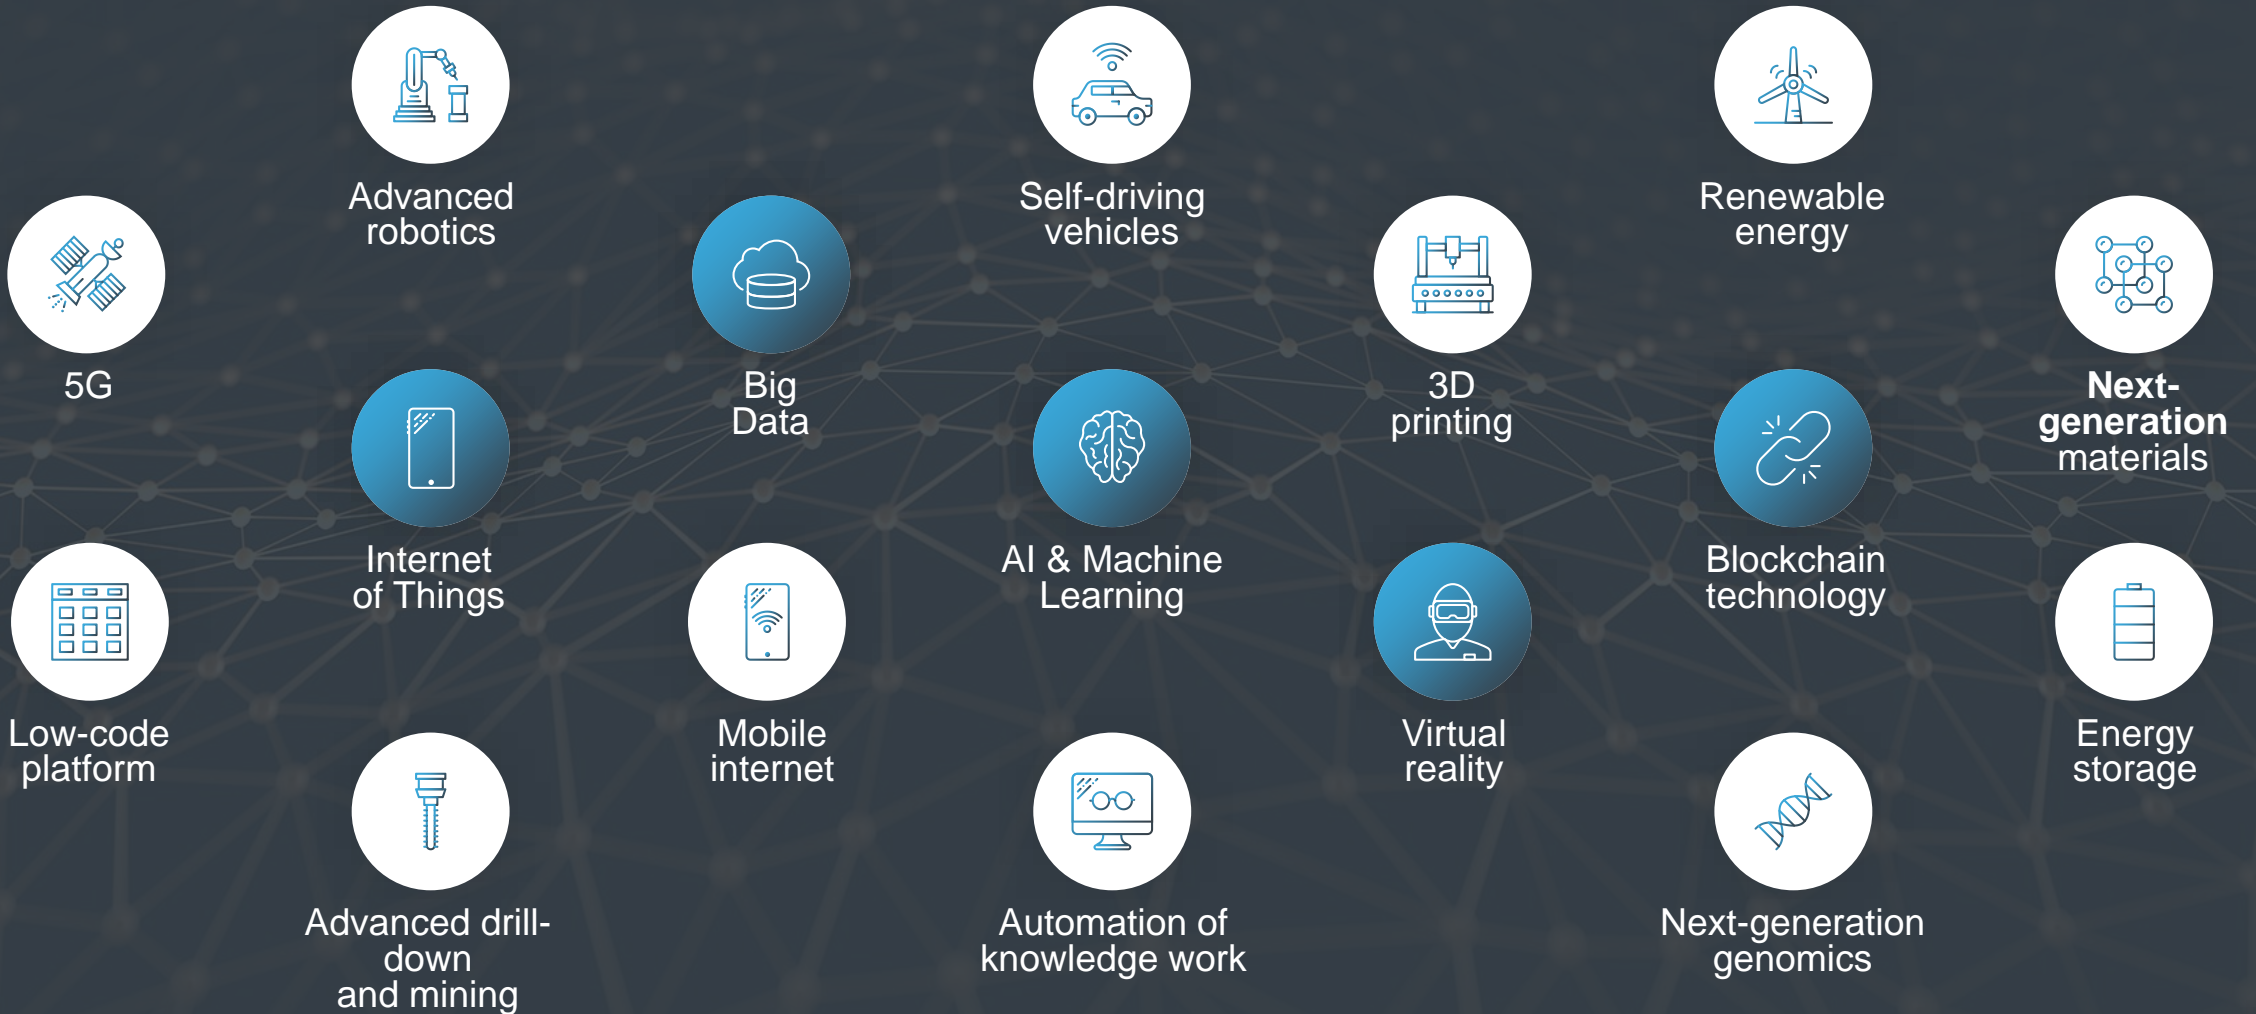 Advanced
robotics
Self-driving
vehicles
Renewable
energy
5G
Big
Data
3D
printing
Next-
generation
materials
Internet
of Things
AI & Machine
Learning
Blockchain
technology
Low-code
platform
Mobile
internet
Virtual
reality
Energy
storage
Advanced drill-
down
and mining
Automation of
knowledge work
Next-generation
genomics